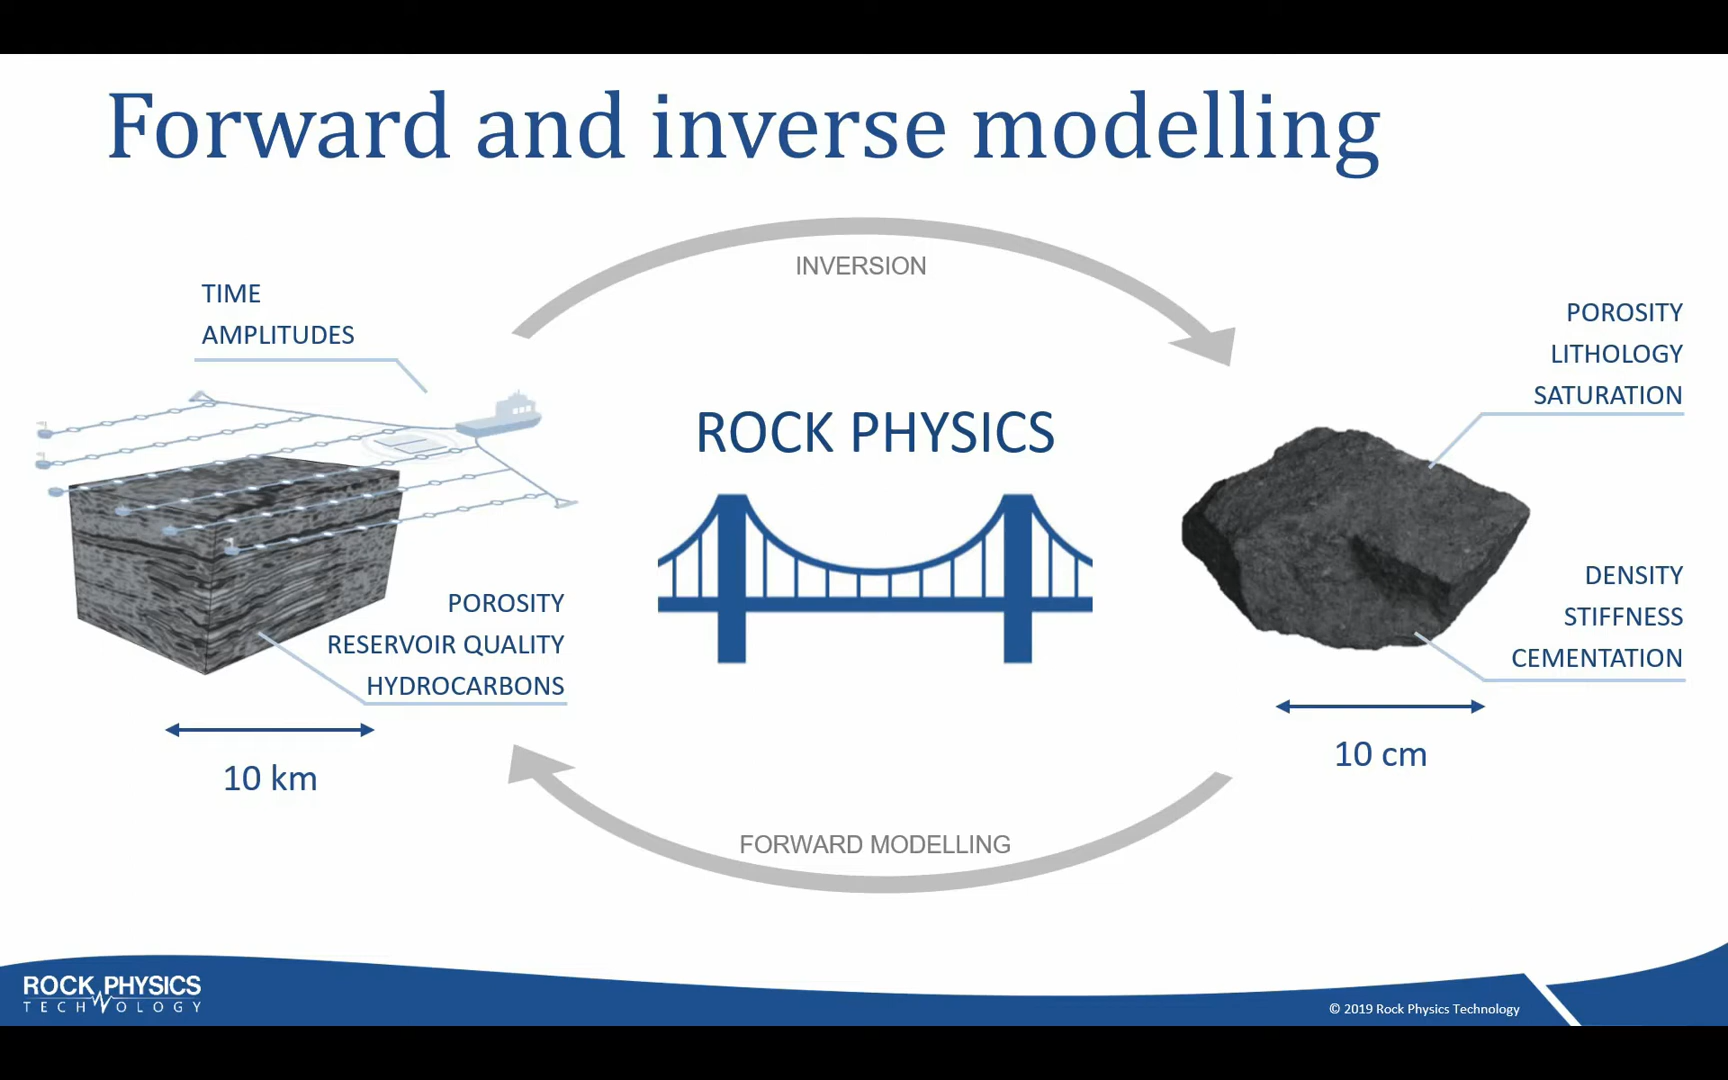 Forward and inverse modelling
INVERSION
TIME
AMPLITUDES
POROSITY
LITHOLOGY
SATURATION
ROCK PHYSICS
POROSITY
RESERVOIR QUALITY
HYDROCARBONS
DENSITY
STIFFNESS
CEMENTATION
10 km
10 cm
FORWARD MODELLING
ROCK PHYSICS
TECHNOLOGY
© 2019 Rock Physics Technology